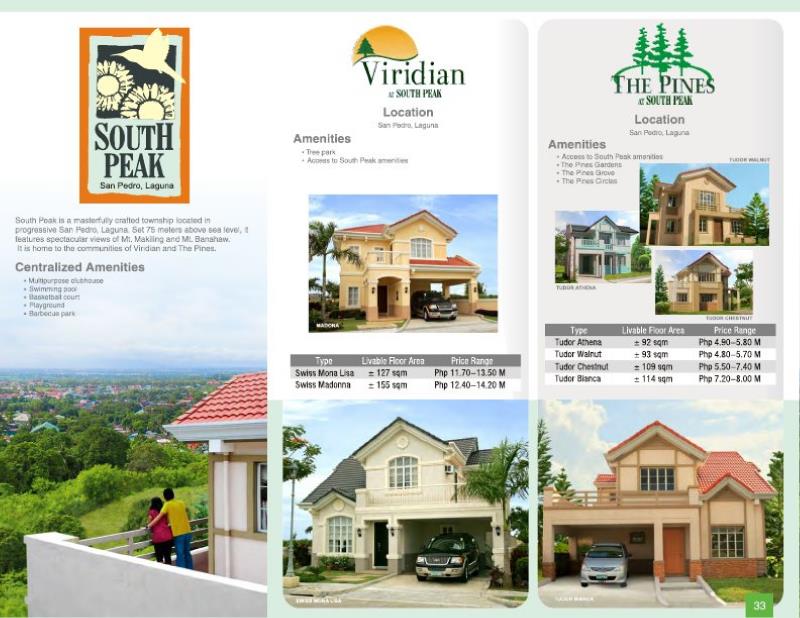 SOUTH
PEAK
San Pedro, Laguna
South Peak is a masterfully crafted township located in
progressive San Pedro, Laguna. Set 75 meters above sea level, it
features spectacular views of Mt. Makiling and Mt. Banahaw.
It is home to the communities of Viridian and The Pines.
Centralized Amenities
• Multipurpose clubhouse
• Swimming pool
• Basketball court
• Playground
• Barbecue park
Viridian
AT SOUTH PEAK
Location
San Pedro, Laguna
Amenities
• Tree park
• Access to South Peak amenities
MADONA
Type Livable Floor Area Price Range
Swiss Mona Lisa ± 127 sqm Php 11.70–13.50 M
Swiss Madonna ± 155 sqm Php 12.40–14.20 M
SWISS MONA LISA
THE PINES
AT SOUTH PEAK
Location
San Pedro, Laguna
Amenities
• Access to South Peak amenities
• The Pines Gardens
• The Pines Grove
• The Pines Circles
TUDOR WALNUT
TUDOR ATHENA
TUDOR CHESTNUT
Type Livable Floor Area Price Range
Tudor Athena ± 92 sqm Php 4.90–5.80 M
Tudor Walnut ± 93 sqm Php 4.80–5.70 M
Tudor Chestnut ± 109 sqm Php 5.50–7.40 M
Tudor Bianca ± 114 sqm Php 7.20–8.00 M
TUDOR BIANCA
33